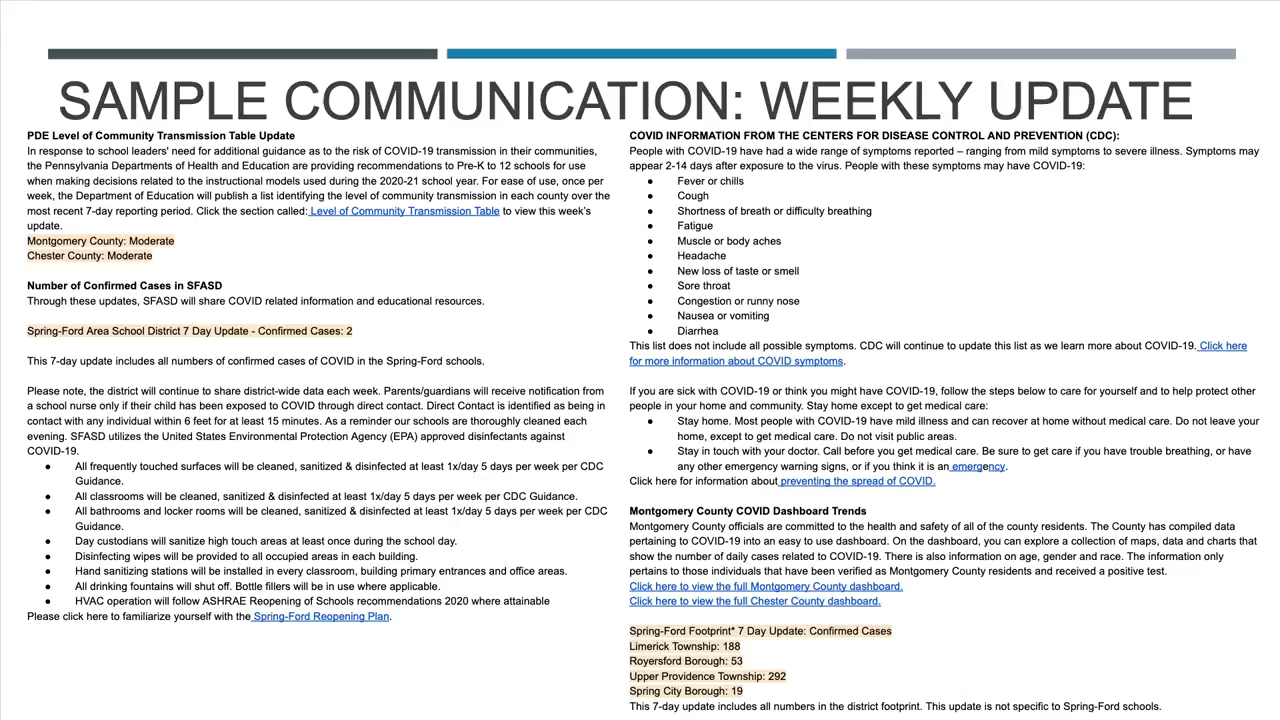 SAMPLE COMMUNICATION: WEEKLY UPDATE
PDE Level of Community Transmission Table Update
In response to school leaders' need for additional guidance as to the risk of COVID-19 transmission in their communities,
the Pennsylvania Departments of Health and Education are providing recommendations to Pre-K to 12 schools for use
when making decisions related to the instructional models used during the 2020-21 school year. For ease of use, once per
week, the Department of Education will publish a list identifying the level of community transmission in each county over the
most recent 7-day reporting period. Click the section called: Level of Community Transmission Table to view this week's
update.
Montgomery County: Moderate
Chester County: Moderate
Number of Confirmed Cases in SFASD
Through these updates, SFASD will share COVID related information and educational resources.
Spring-Ford Area School District 7 Day Update - Confirmed Cases: 2
This 7-day update includes all numbers of confirmed cases of COVID in the Spring-Ford schools.
Please note, the district will continue to share district-wide data each week. Parents/guardians will receive notification from
a school nurse only if their child has been exposed to COVID through direct contact. Direct Contact is identified as being in
contact with any individual within 6 feet for at least 15 minutes. As a reminder our schools are thoroughly cleaned each
evening. SFASD utilizes the United States Environmental Protection Agency (EPA) approved disinfectants against
COVID-19.
● All frequently touched surfaces will be cleaned, sanitized & disinfected at least 1x/day 5 days per week per CDC
Guidance.
● All classrooms will be cleaned, sanitized & disinfected at least 1x/day 5 days per week per CDC Guidance.
● All bathrooms and locker rooms will be cleaned, sanitized & disinfected at least 1x/day 5 days per week per CDC
Guidance.
● Day custodians will sanitize high touch areas at least once during the school day.
● Disinfecting wipes will be provided to all occupied areas in each building.
● Hand sanitizing stations will be installed in every classroom, building primary entrances and office areas.
● All drinking fountains will shut off. Bottle fillers will be in use where applicable.
● HVAC operation will follow ASHRAE Reopening of Schools recommendations 2020 where attainable
Please click here to familiarize yourself with the Spring-Ford Reopening Plan.
COVID INFORMATION FROM THE CENTERS FOR DISEASE CONTROL AND PREVENTION (CDC):
People with COVID-19 have had a wide range of symptoms reported – ranging from mild symptoms to severe illness. Symptoms may
appear 2-14 days after exposure to the virus. People with these symptoms may have COVID-19:
● Fever or chills
● Cough
● Shortness of breath or difficulty breathing
● Fatigue
● Muscle or body aches
● Headache
● New loss of taste or smell
● Sore throat
● Congestion or runny nose
● Nausea or vomiting
● Diarrhea
This list does not include all possible symptoms. CDC will continue to update this list as we learn more about COVID-19. Click here
for more information about COVID symptoms.
If you are sick with COVID-19 or think you might have COVID-19, follow the steps below to care for yourself and to help protect other
people in your home and community. Stay home except to get medical care:
● Stay home. Most people with COVID-19 have mild illness and can recover at home without medical care. Do not leave your
home, except to get medical care. Do not visit public areas.
● Stay in touch with your doctor. Call before you get medical care. Be sure to get care if you have trouble breathing, or have
any other emergency warning signs, or if you think it is an emergency.
Click here for information about preventing the spread of COVID.
Montgomery County COVID Dashboard Trends
Montgomery County officials are committed to the health and safety of all of the county residents. The County has compiled data
pertaining to COVID-19 into an easy to use dashboard. On the dashboard, you can explore a collection of maps, data and charts that
show the number of daily cases related to COVID-19. There is also information on age, gender and race. The information only
pertains to those individuals that have been verified as Montgomery County residents and received a positive test.
Click here to view the full Montgomery County dashboard.
Click here to view the full Chester County dashboard.
Spring-Ford Footprint* 7 Day Update: Confirmed Cases
Limerick Township: 188
Royersford Borough: 53
Upper Providence Township: 292
Spring City Borough: 19
This 7-day update includes all numbers in the district footprint. This update is not specific to Spring-Ford schools.